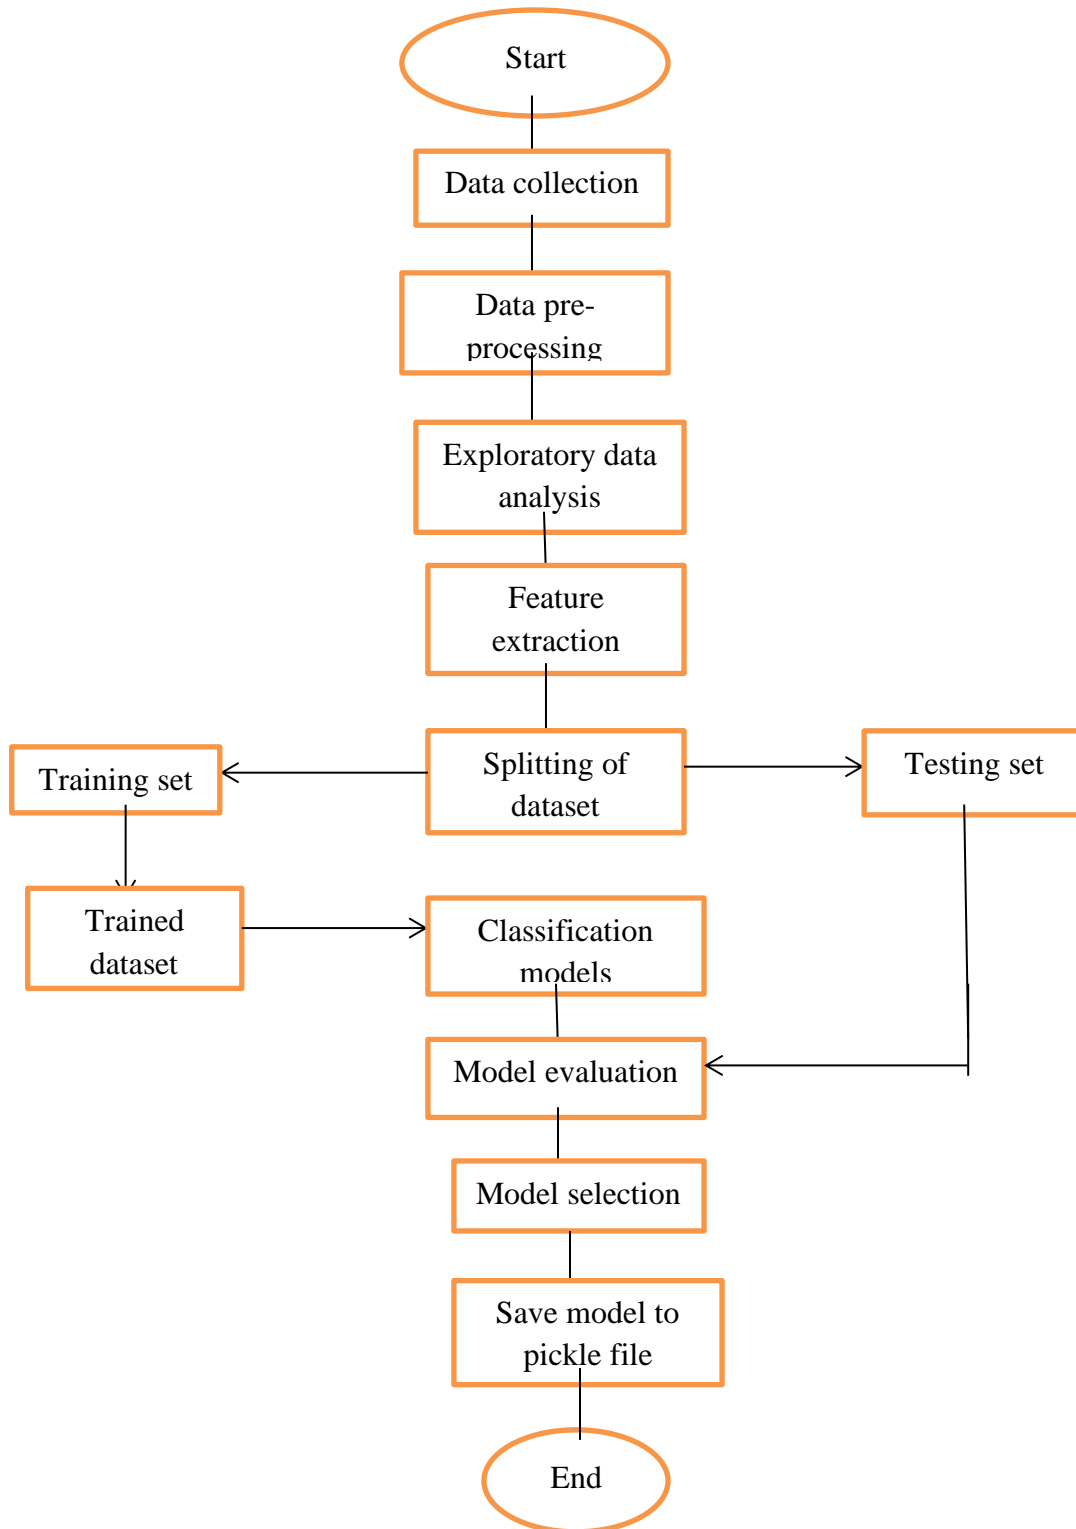 Start
Data collection
Data pre-
processing
Exploratory data
analysis
Feature
extraction
Splitting of
dataset
Training set
Testing set
Trained
dataset
Classification
models
Model evaluation
Model selection
Save model to
pickle file
End